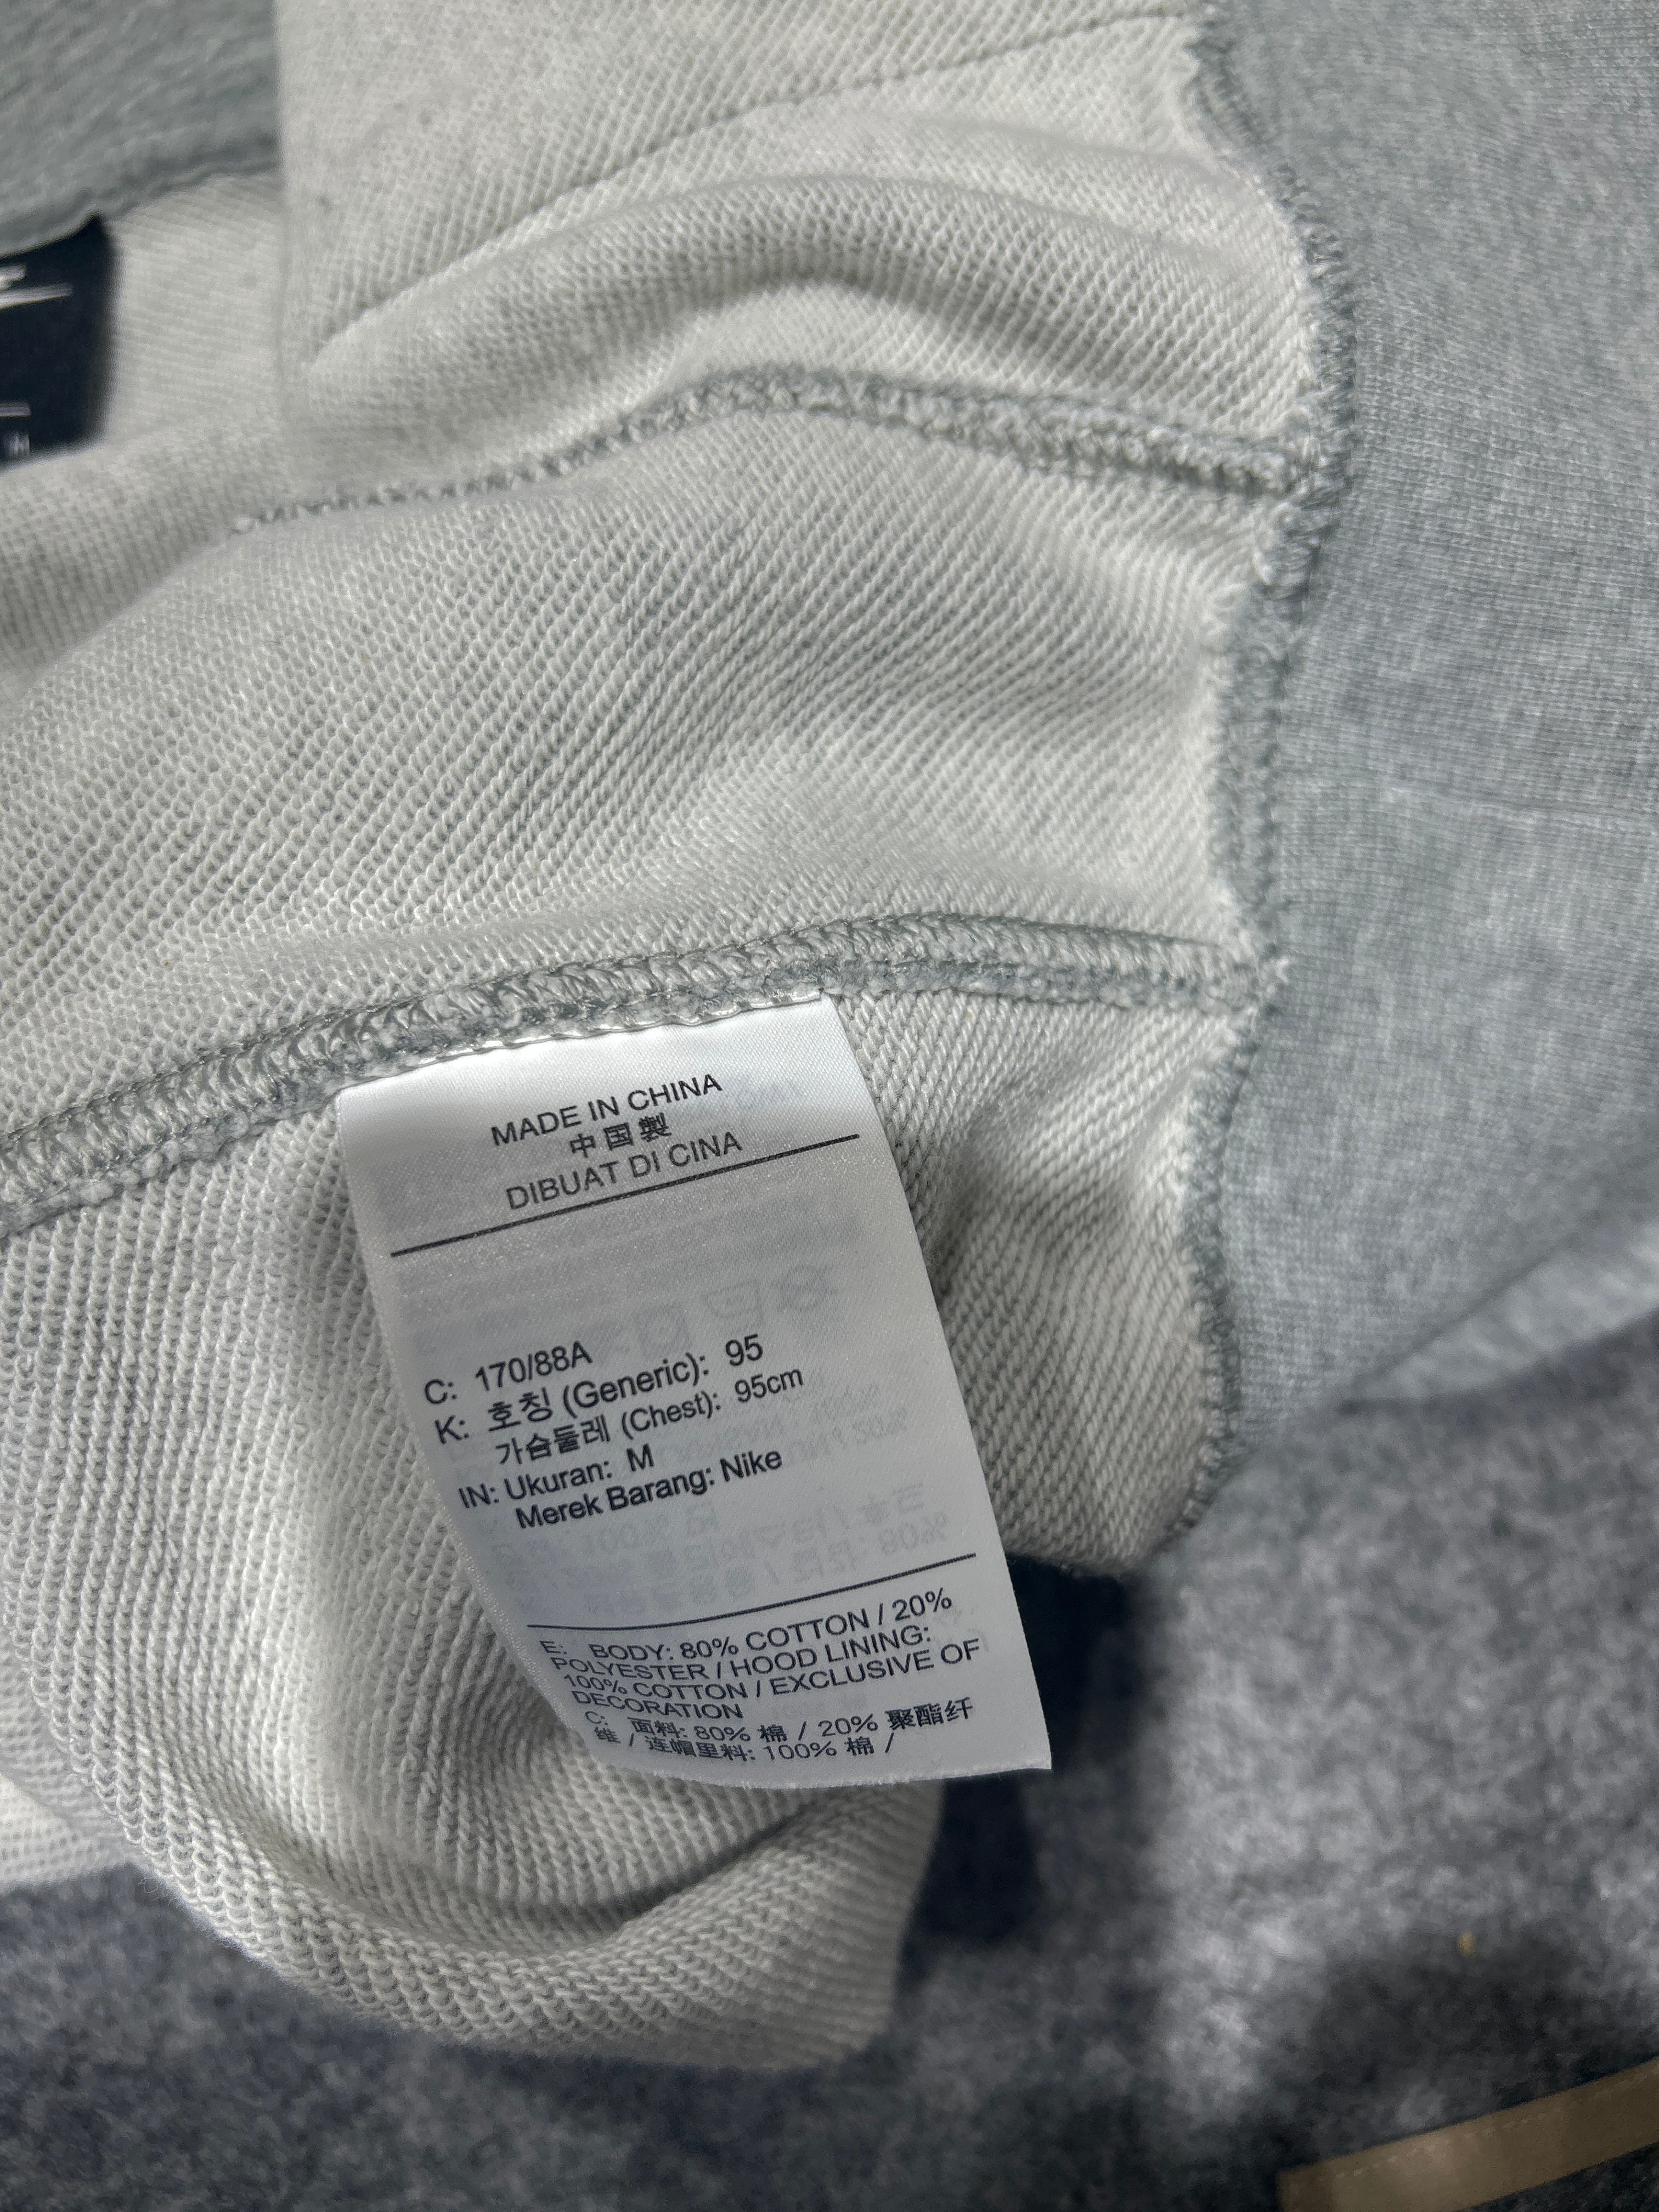 MADE IN CHINA
中国製
DIBUAT DI CINA
C: 170/88A
K: 호칭 (Generic): 95
가슴둘레 (Chest): 95cm
IN: Ukuran: M
Merek Barang: Nike
E: BODY: 80% COTTON / 20%
POLYESTER / HOOD LINING:
100% COTTON / EXCLUSIVE OF
DECORATION
C: 面料: 80% 棉 / 20% 聚酯纤
维 / 连帽里料: 100% 棉 /